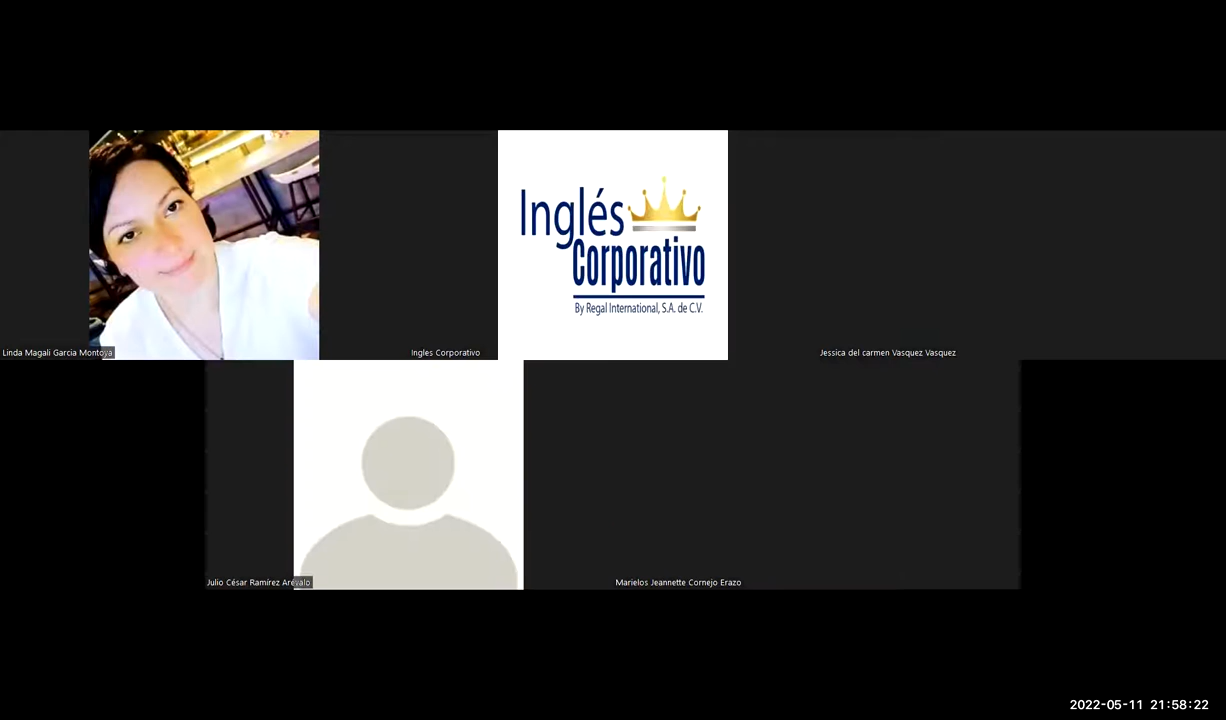 Inglés
Corporativo
By Regal International, S.A. de C.V.
Linda Magali Garcia Montoya
Ingles Corporativo
Jessica del carmen Vasquez Vasquez
Julio César Ramírez Arévalo
Marielos Jeannette Cornejo Erazo
2022-05-11 21:58:22